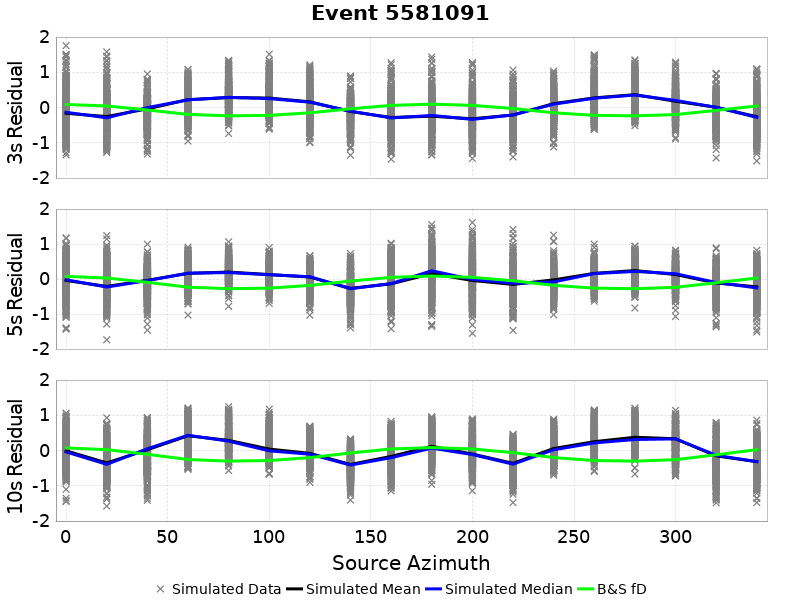 Event 5581091
3s Residual
2
1
0
-1
-2
5s Residual
2
1
0
-1
-2
10s Residual
2
1
0
-1
-2
0 50 100 150 200 250 300
Source Azimuth
Simulated Data Simulated Mean Simulated Median B&S fD